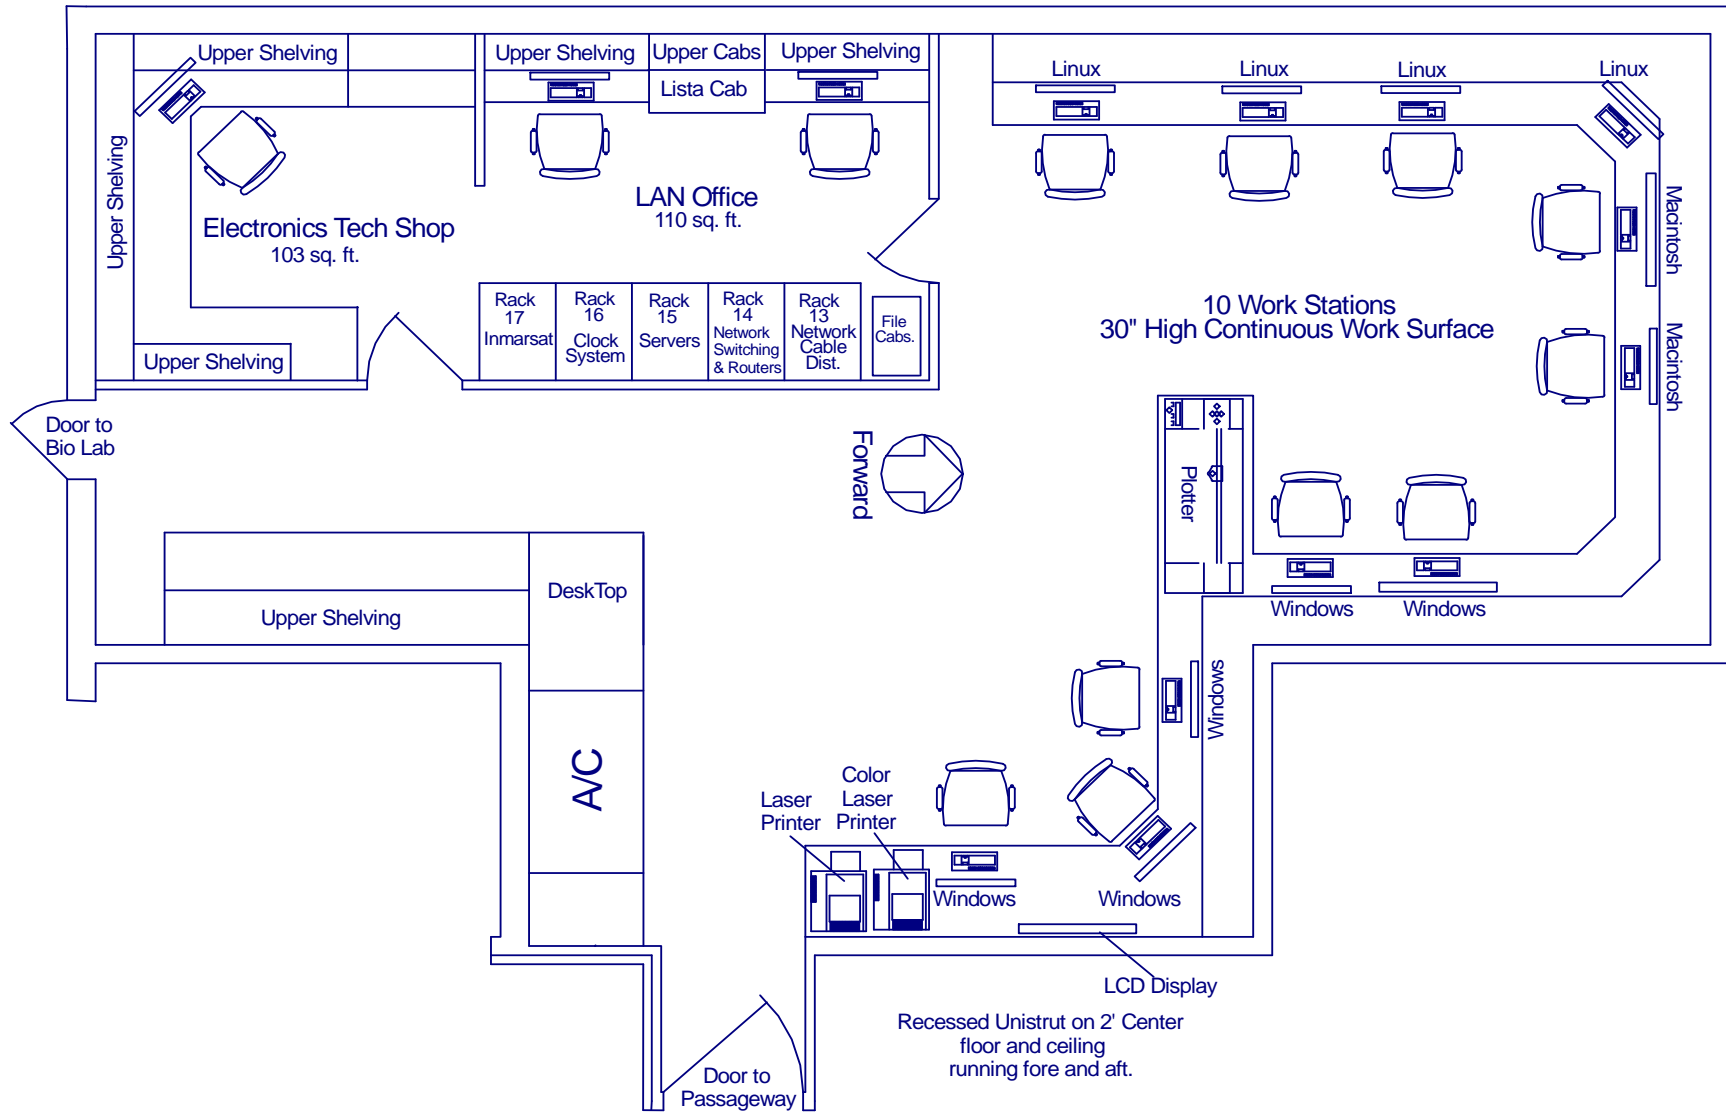 Upper Shelving
Upper Shelving
Upper Cabs
Upper Shelving
Lista Cab
Linux
Linux
Linux
Linux
Upper Shelving
LAN Office
110 sq. ft.
Electronics Tech Shop
103 sq. ft.
Macintosh
Macintosh
Rack
17
Inmarsat
Rack
16
Clock
System
Rack
15
Servers
Rack
14
Network
Switching
& Routers
Rack
13
Network
Cable
Dist.
File
Cabs.
10 Work Stations
30" High Continuous Work Surface
Upper Shelving
Door to
Bio Lab
Forward
Plotter
DeskTop
Upper Shelving
Windows
Windows
Windows
A/C
Laser
Printer
Color
Laser
Printer
Windows
Windows
LCD Display
Recessed Unistrut on 2' Center
floor and ceiling
running fore and aft.
Door to
Passageway